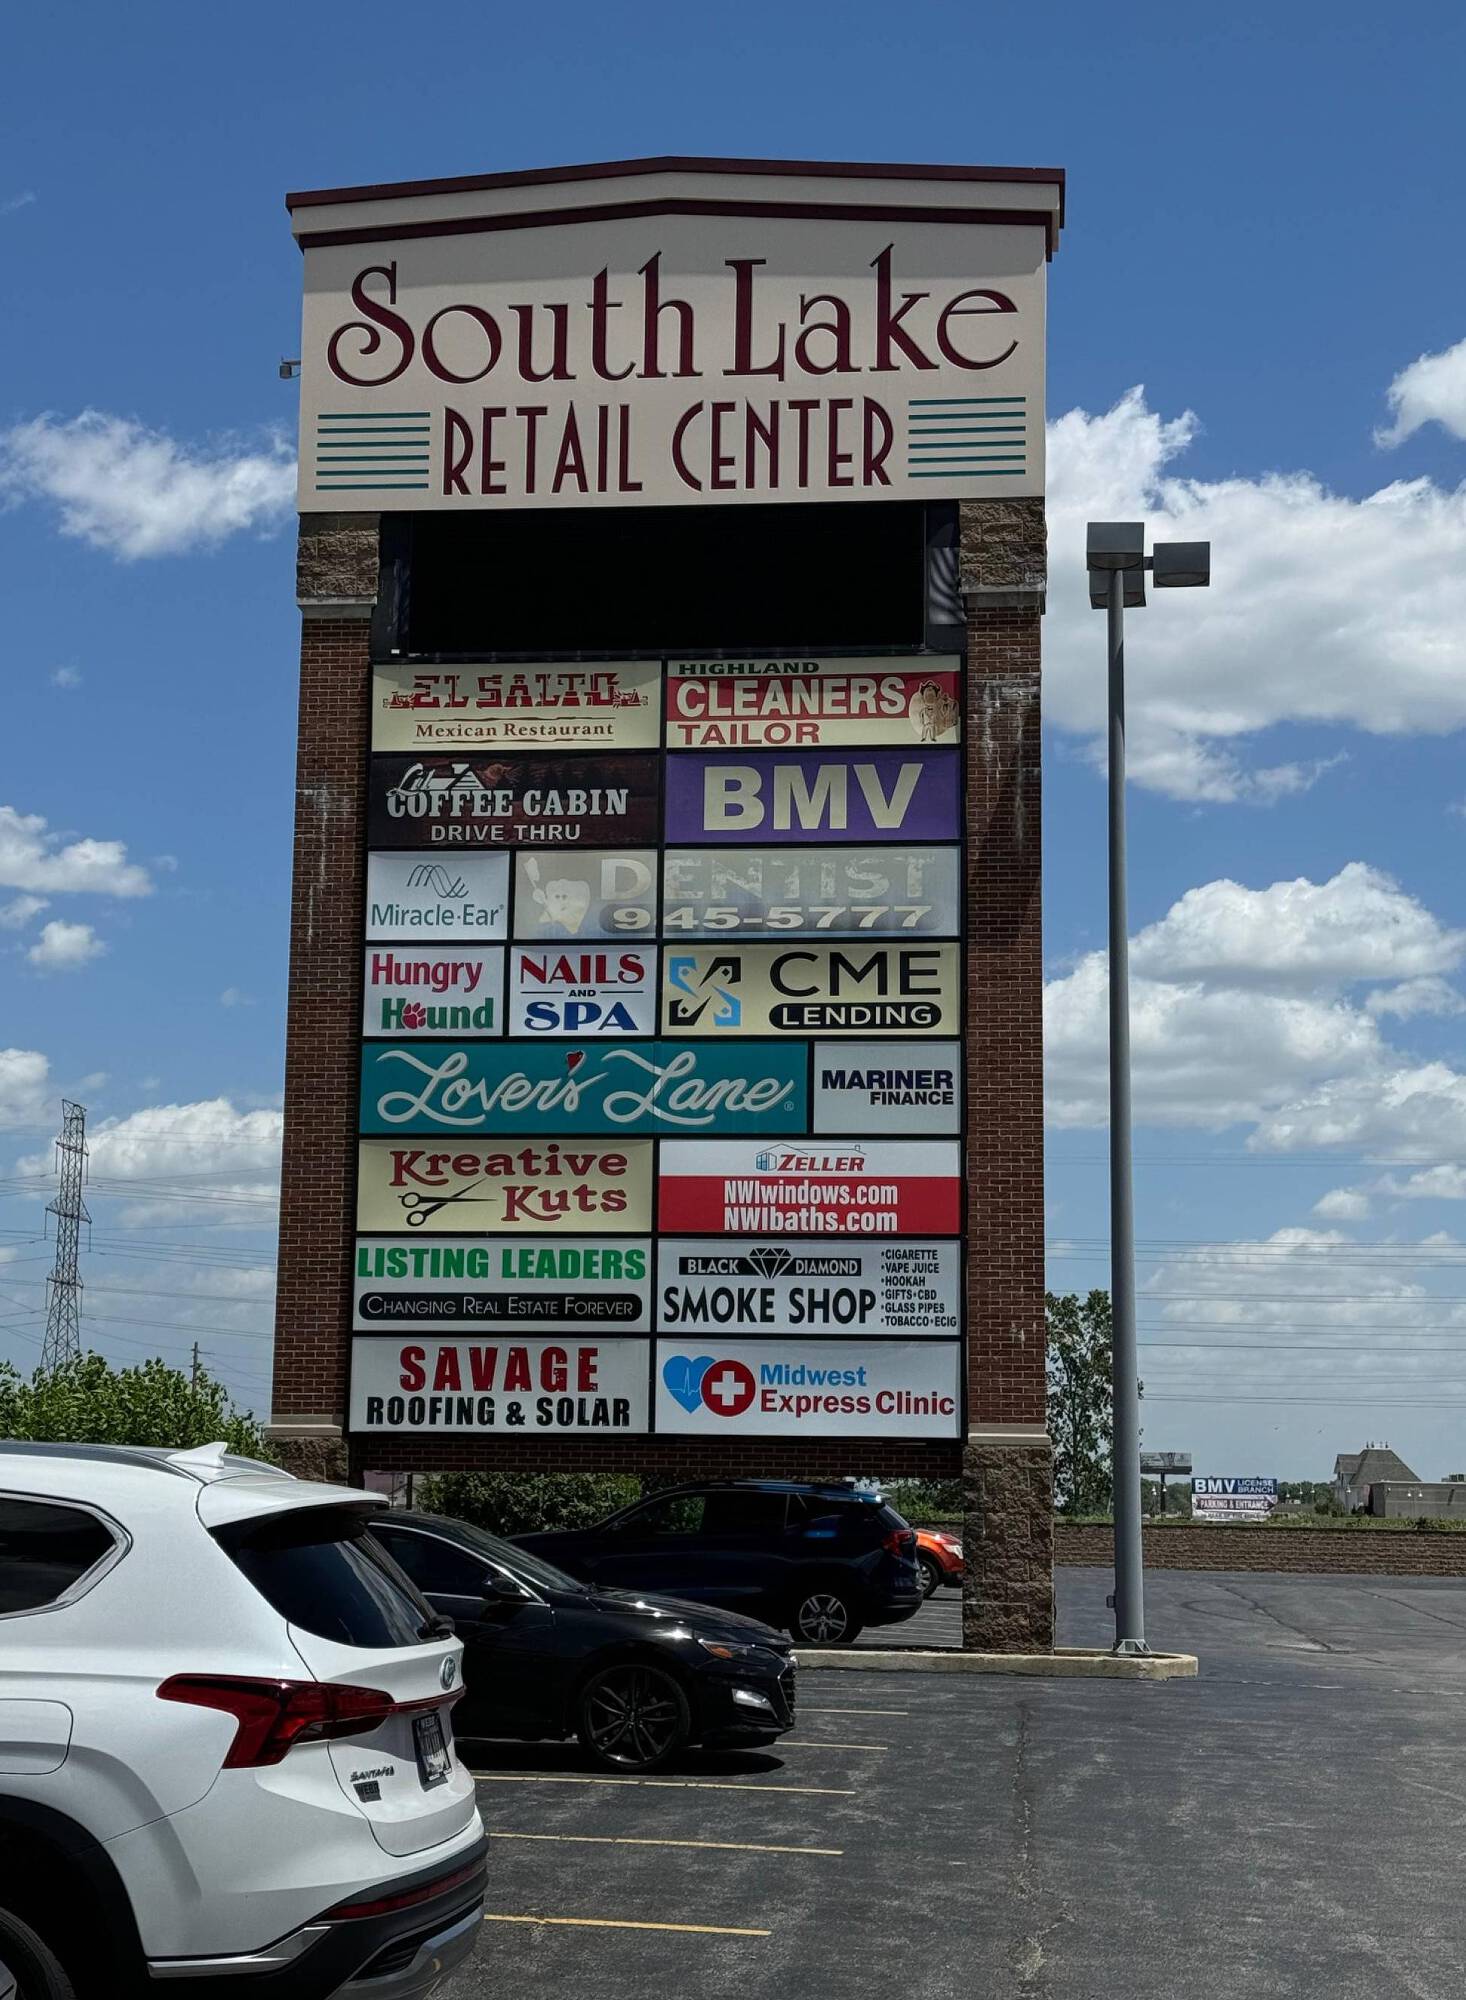 South Lake
RETAIL CENTER
EL SALTO
Mexican Restaurant
HIGHLAND
CLEANERS
TAILOR
Lil
COFFEE CABIN
DRIVE THRU
BMV
Miracle-Ear®
DENTIST
945-5777
Hungry
Hound
NAILS
AND
SPA
CME
LENDING
Lover's Lane®
MARINER
FINANCE
Kreative
Kuts
ZELLER
NWIwindows.com
NWIbaths.com
LISTING LEADERS
CHANGING REAL ESTATE FOREVER
BLACK DIAMOND
SMOKE SHOP
•CIGARETTE
•VAPE JUICE
•HOOKAH
•GIFTS•CBD
•GLASS PIPES
•TOBACCO•ECIG
SAVAGE
ROOFING & SOLAR
Midwest
Express Clinic
BMV LICENSE
BRANCH
PARKING & ENTRANCE
SANTA FE
WEBB